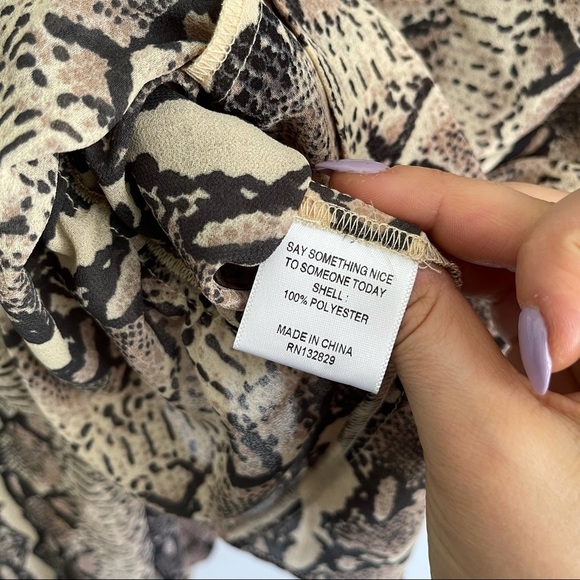 SAY SOMETHING NICE
TO SOMEONE TODAY
SHELL :
100% POLYESTER
MADE IN CHINA
RN132829